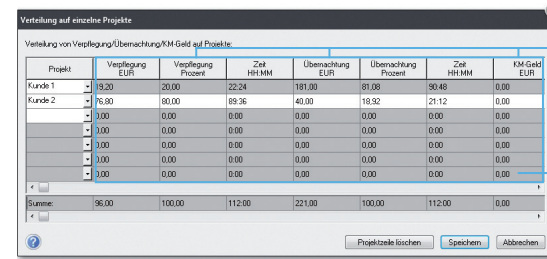 Verteilung auf einzelne Projekte
Verteilung von Verpflegung/Übernachtung/KM-Geld auf Projekte:
Projekt Verpflegung EUR Verpflegung Prozent Zeit HH:MM Übernachtung EUR Übernachtung Prozent Zeit HH:MM KM-Geld EUR
Kunde 1 19,20 20,00 22:24 181,00 81,08 90:48 0,00
Kunde 2 76,80 80,00 89:36 40,00 18,92 21:12 0,00
0,00 0,00 0:00 0,00 0,00 0:00 0,00
0,00 0,00 0:00 0,00 0,00 0:00 0,00
0,00 0,00 0:00 0,00 0,00 0:00 0,00
0,00 0,00 0:00 0,00 0,00 0:00 0,00
0,00 0,00 0:00 0,00 0,00 0:00 0,00
Summe: 96,00 100,00 112:00 221,00 100,00 112:00 0,00
? Projektzeile löschen Speichern Abbrechen